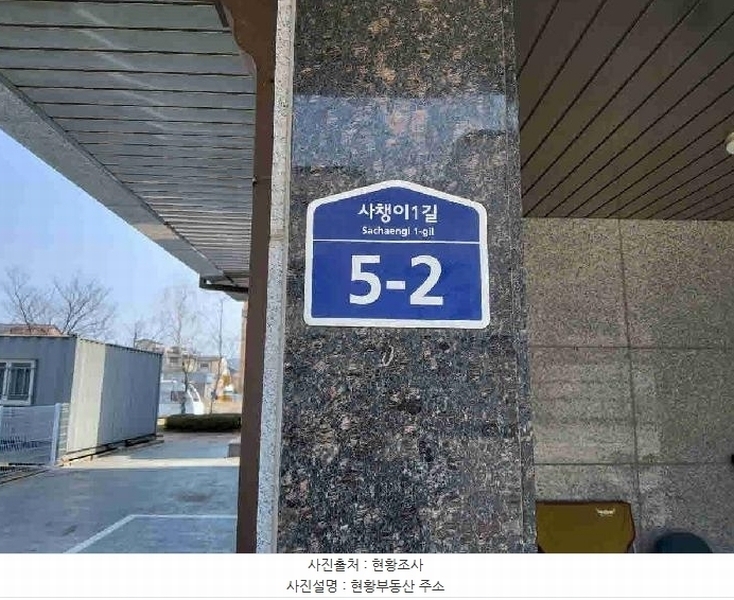 사챙이1길
Sachaengi 1-gil
5-2
사진출처 : 현황조사
사진설명 : 현황부동산 주소